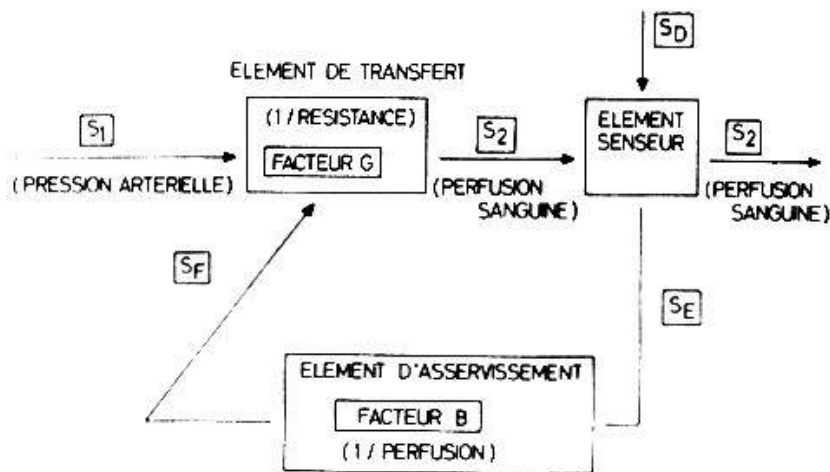 S_D
ELEMENT DE TRANSFERT
S_1
(1/RESISTANCE)
FACTEUR G
S_2
ELEMENT
SENSEUR
S_2
(PRESSION ARTERIELLE)
(PERFUSION
SANGUINE)
(PERFUSION
SANGUINE)
S_F
S_E
ELEMENT D'ASSERVISSEMENT
FACTEUR B
(1/PERFUSION)